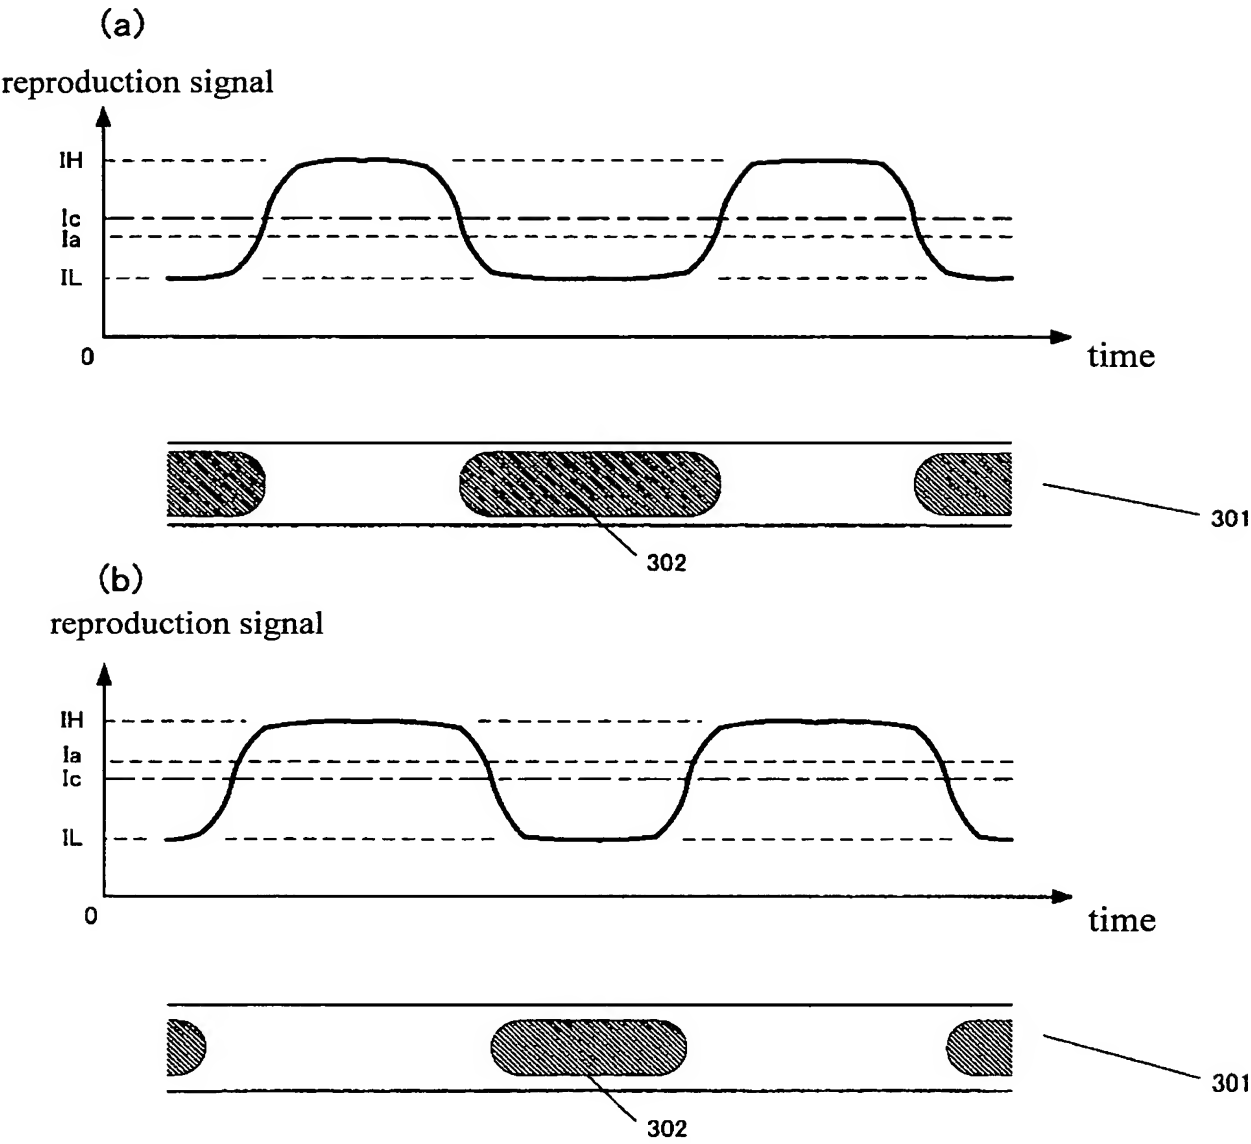 (a)
reproduction signal
IH
Ic
Ia
IL
0
time
301
302
(b)
reproduction signal
IH
Ia
Ic
IL
0
time
301
302